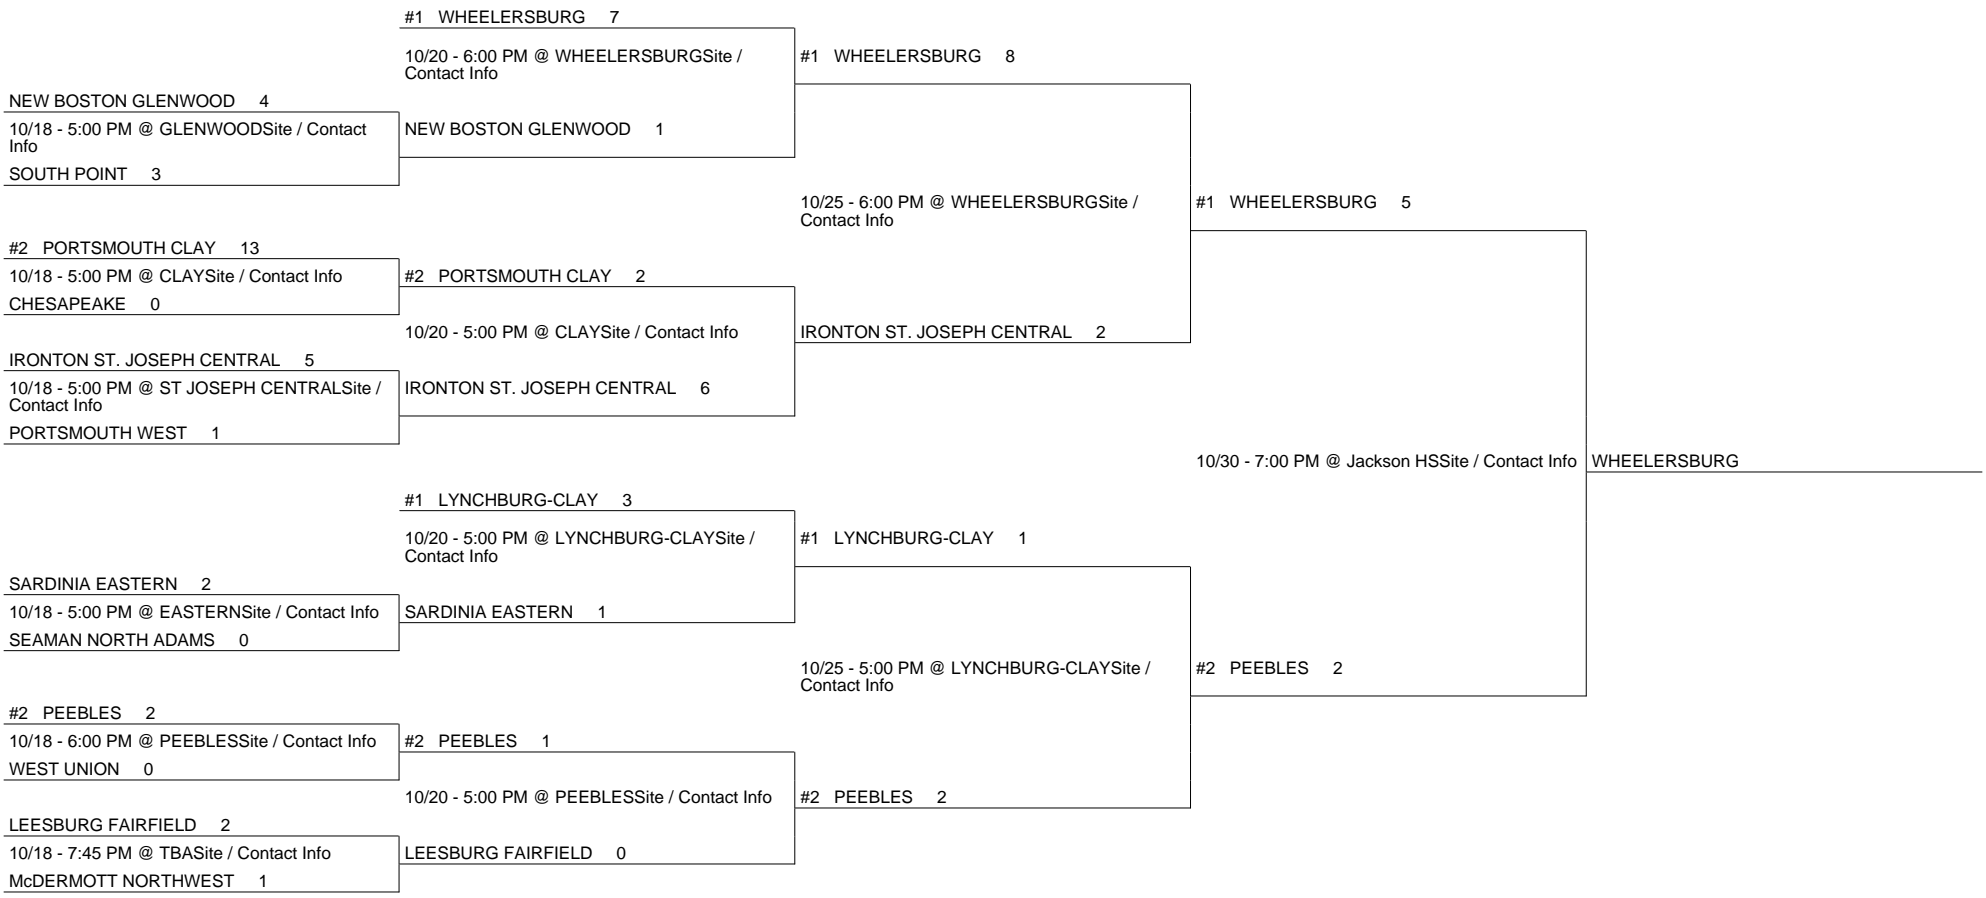 #1 WHEELERSBURG 7
10/20 - 6:00 PM @ WHEELERSBURGSite /
Contact Info
#1 WHEELERSBURG 8
NEW BOSTON GLENWOOD 4
10/18 - 5:00 PM @ GLENWOODSite / Contact
Info
NEW BOSTON GLENWOOD 1
SOUTH POINT 3
10/25 - 6:00 PM @ WHEELERSBURGSite /
Contact Info
#1 WHEELERSBURG 5
#2 PORTSMOUTH CLAY 13
10/18 - 5:00 PM @ CLAYSite / Contact Info
#2 PORTSMOUTH CLAY 2
CHESAPEAKE 0
10/20 - 5:00 PM @ CLAYSite / Contact Info
IRONTON ST. JOSEPH CENTRAL 2
IRONTON ST. JOSEPH CENTRAL 5
10/18 - 5:00 PM @ ST JOSEPH CENTRALSite /
Contact Info
IRONTON ST. JOSEPH CENTRAL 6
PORTSMOUTH WEST 1
10/30 - 7:00 PM @ Jackson HSSite / Contact Info
WHEELERSBURG
#1 LYNCHBURG-CLAY 3
10/20 - 5:00 PM @ LYNCHBURG-CLAYSite /
Contact Info
#1 LYNCHBURG-CLAY 1
SARDINIA EASTERN 2
10/18 - 5:00 PM @ EASTERNSite / Contact Info
SARDINIA EASTERN 1
SEAMAN NORTH ADAMS 0
10/25 - 5:00 PM @ LYNCHBURG-CLAYSite /
Contact Info
#2 PEEBLES 2
#2 PEEBLES 2
10/18 - 6:00 PM @ PEEBLESSite / Contact Info
#2 PEEBLES 1
WEST UNION 0
10/20 - 5:00 PM @ PEEBLESSite / Contact Info
#2 PEEBLES 2
LEESBURG FAIRFIELD 2
10/18 - 7:45 PM @ TBASite / Contact Info
LEESBURG FAIRFIELD 0
McDERMOTT NORTHWEST 1